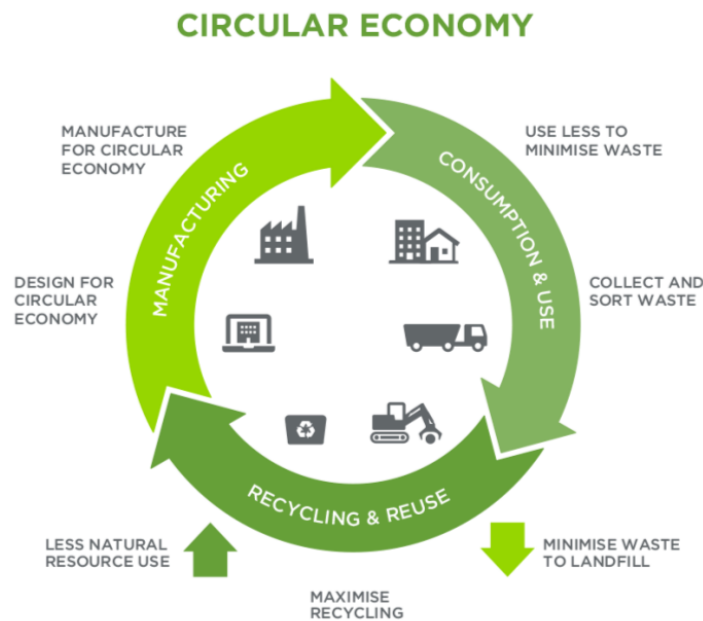 CIRCULAR ECONOMY
MANUFACTURE
FOR CIRCULAR
ECONOMY
USE LESS TO
MINIMISE WASTE
MANUFACTURING
CONSUMPTION & USE
DESIGN FOR
CIRCULAR
ECONOMY
COLLECT AND
SORT WASTE
RECYCLING & REUSE
LESS NATURAL
RESOURCE USE
MINIMISE WASTE
TO LANDFILL
MAXIMISE
RECYCLING